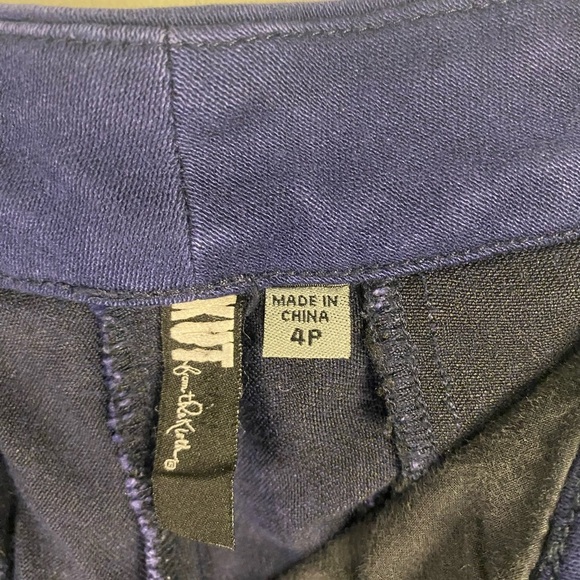 KUT
from the Kloth
MADE IN
CHINA
4P